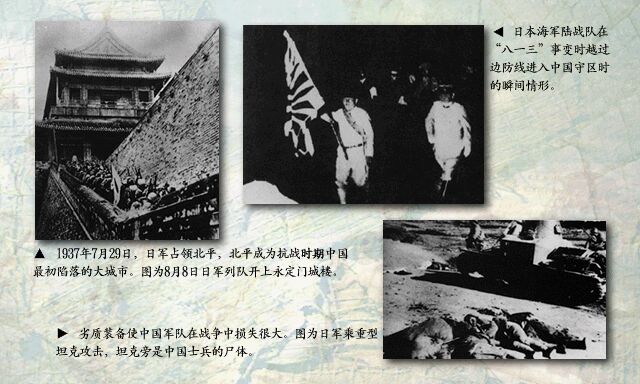 ◀ 日本海军陆战队在
“八一三”事变时越过
边防线进入中国守区时
的瞬间情形。
▲ 1937年7月29日，日军占领北平，北平成为抗战时期中国
最初陷落的大城市。图为8月8日日军列队开上永定门城楼。
▶ 劣质装备使中国军队在战争中损失很大。图为日军乘重型
坦克攻击，坦克旁是中国士兵的尸体。